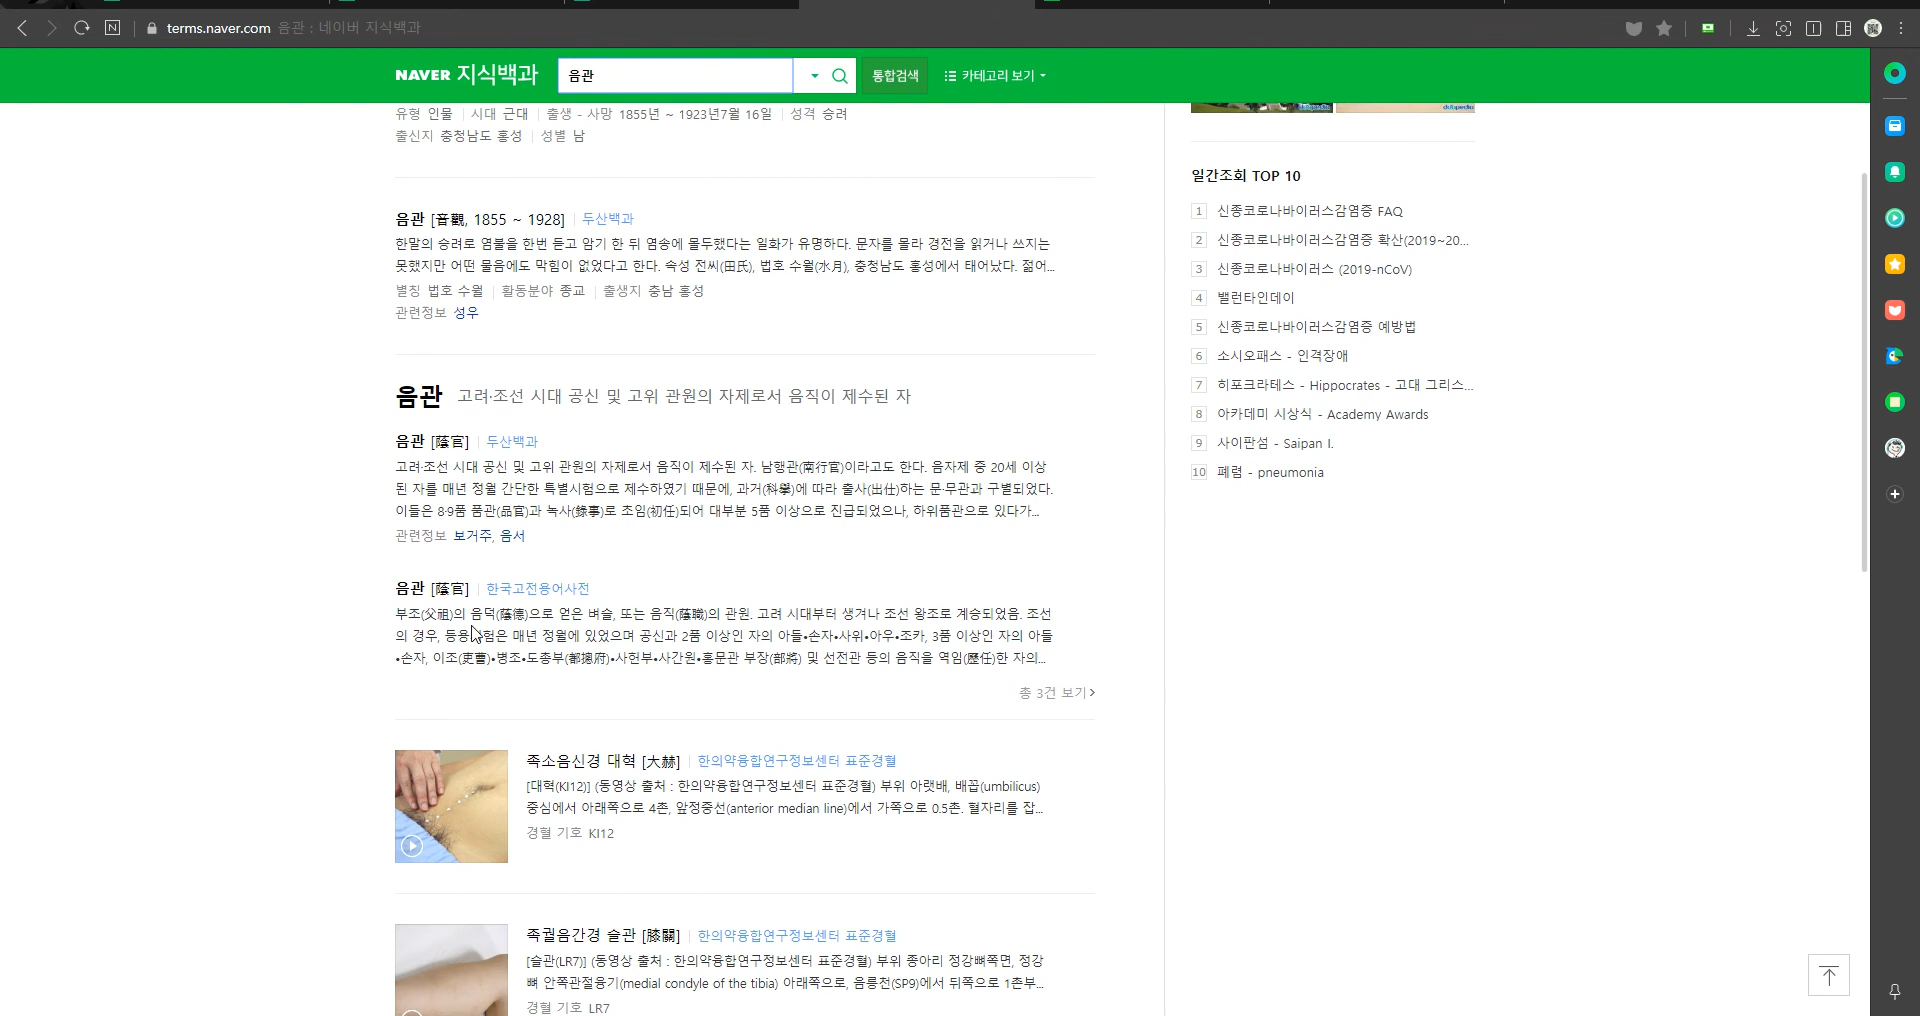 terms.naver.com 음관 : 네이버 지식백과
NAVER 지식백과
음관
통합검색
카테고리 보기
유형 인물 시대 근대 출생 - 사망 1855년 ~ 1923년7월 16일 성격 승려
출신지 충청남도 홍성 성별 남
음관 [音觀, 1855 ~ 1928] 두산백과
한말의 승려로 염불을 한번 듣고 암기 한 뒤 염송에 몰두했다는 일화가 유명하다. 문자를 몰라 경전을 읽거나 쓰지는
못했지만 어떤 물음에도 막힘이 없었다고 한다. 속성 전씨(田氏), 법호 수월(水月), 충청남도 홍성에서 태어났다. 젊어...
별칭 법호 수월 활동분야 종교 출생지 충남 홍성
관련정보 성우
음관 고려·조선 시대 공신 및 고위 관원의 자제로서 음직이 제수된 자
음관 [蔭官] 두산백과
고려·조선 시대 공신 및 고위 관원의 자제로서 음직이 제수된 자. 남행관(南行官)이라고도 한다. 음자제 중 20세 이상
된 자를 매년 정월 간단한 특별시험으로 제수하였기 때문에, 과거(科擧)에 따라 출사(出仕)하는 문·무관과 구별되었다.
이들은 8·9품 품관(品官)과 녹사(錄事)로 초임(初任)되어 대부분 5품 이상으로 진급되었으나, 하위품관으로 있다가...
관련정보 보거주, 음서
음관 [蔭官] 한국고전용어사전
부조(父祖)의 음덕(蔭德)으로 얻은 벼슬, 또는 음직(蔭職)의 관원. 고려 시대부터 생겨나 조선 왕조로 계승되었음. 조선
의 경우, 등용시험은 매년 정월에 있었으며 공신과 2품 이상인 자의 아들•손자•사위•아우•조카, 3품 이상인 자의 아들
•손자, 이조(吏曹)•병조•도총부(都摠府)•사헌부•사간원•홍문관 부장(部將) 및 선전관 등의 음직을 역임(歷任)한 자의...
총 3건 보기
족소음신경 대혁 [大赫] 한의약융합연구정보센터 표준경혈
[대혁(KI12)] (동영상 출처 : 한의약융합연구정보센터 표준경혈) 부위 아랫배, 배꼽(umbilicus)
중심에서 아래쪽으로 4촌, 앞정중선(anterior median line)에서 가쪽으로 0.5촌. 혈자리를 잡...
경혈 기호 KI12
족궐음간경 슬관 [膝關] 한의약융합연구정보센터 표준경혈
[슬관(LR7)] (동영상 출처 : 한의약융합연구정보센터 표준경혈) 부위 종아리 정강뼈쪽면, 정강
뼈 안쪽관절융기(medial condyle of the tibia) 아래쪽으로, 음릉천(SP9)에서 뒤쪽으로 1촌부...
경혈 기호 LR7
일간조회 TOP 10
1 신종코로나바이러스감염증 FAQ
2 신종코로나바이러스감염증 확산(2019~20...
3 신종코로나바이러스 (2019-nCoV)
4 밸런타인데이
5 신종코로나바이러스감염증 예방법
6 소시오패스 - 인격장애
7 히포크라테스 - Hippocrates - 고대 그리스...
8 아카데미 시상식 - Academy Awards
9 사이판섬 - Saipan I.
10 폐렴 - pneumonia